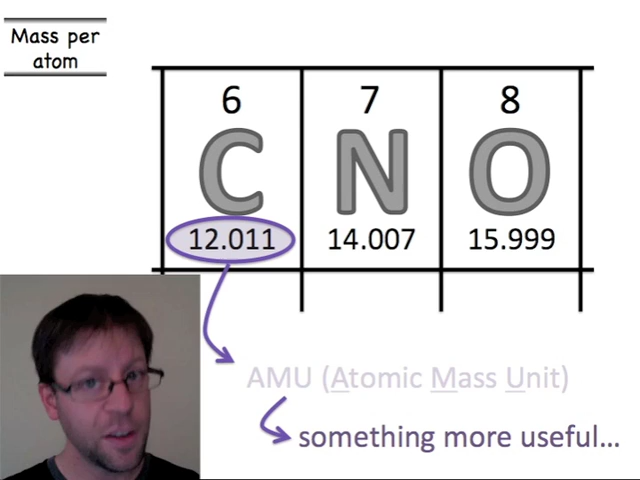 Mass per
atom
6 7 8
C N O
12.011 14.007 15.999
AMU (Atomic Mass Unit)
something more useful...